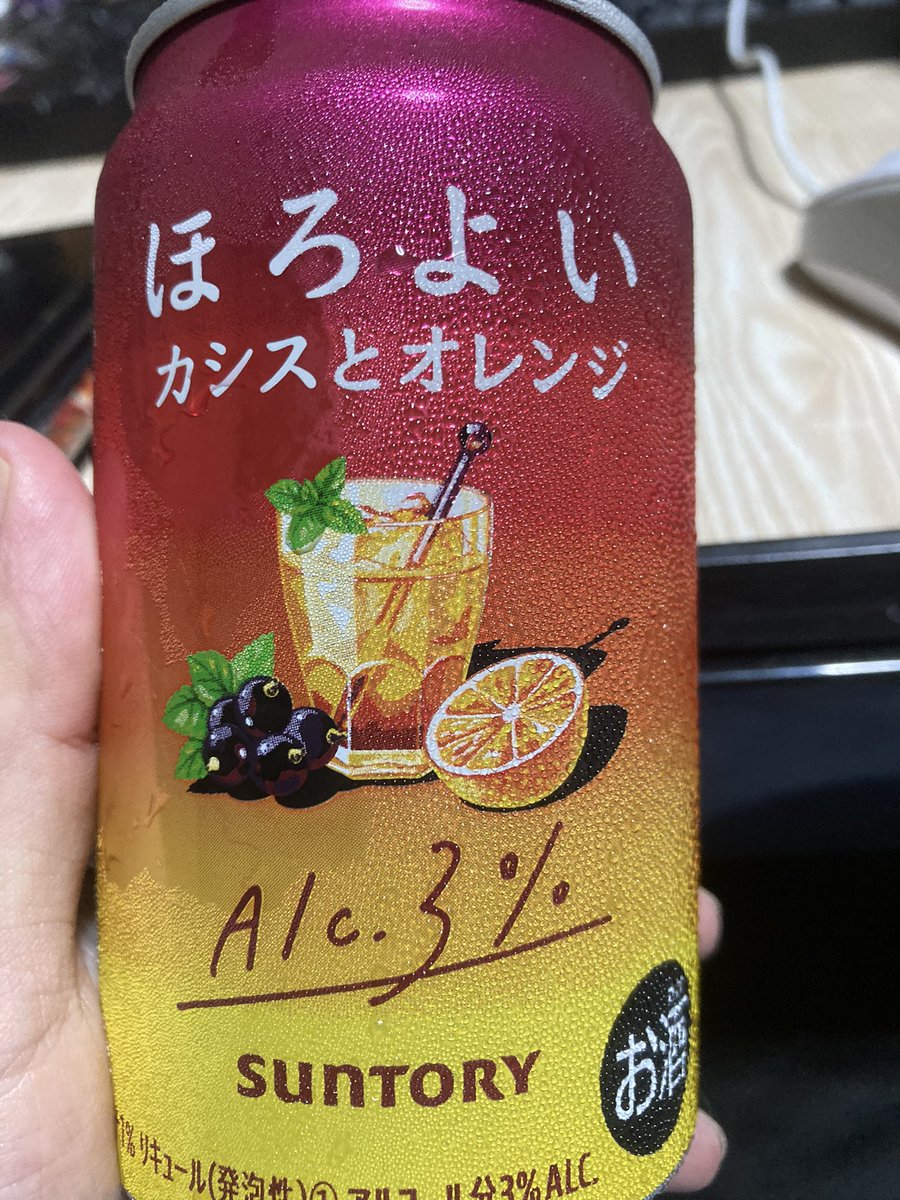 ほろよい
カシスとオレンジ
Alc.3%
SUNTORY
お酒
1% リキュール(発泡性)① アルコール分3% ALC.